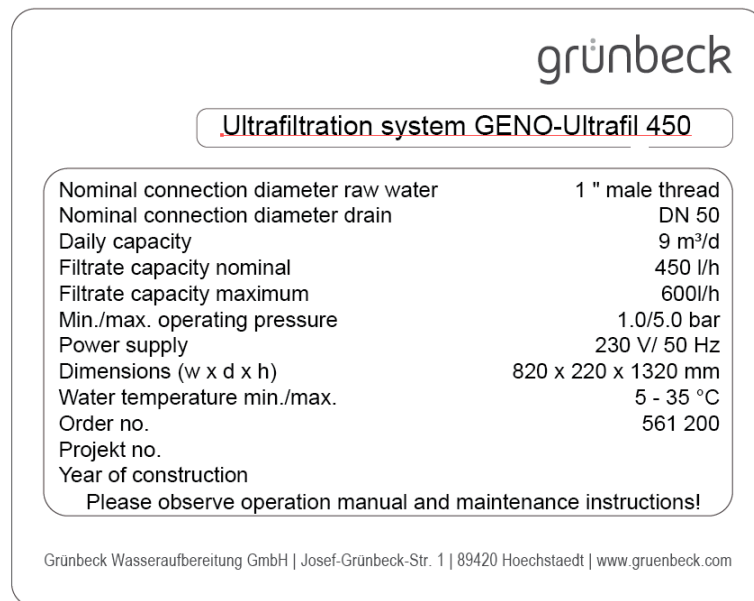 grünbeck
Ultrafiltration system GENO-Ultrafil 450
Nominal connection diameter raw water 1 " male thread
Nominal connection diameter drain DN 50
Daily capacity 9 m³/d
Filtrate capacity nominal 450 l/h
Filtrate capacity maximum 600l/h
Min./max. operating pressure 1.0/5.0 bar
Power supply 230 V/ 50 Hz
Dimensions (w x d x h) 820 x 220 x 1320 mm
Water temperature min./max. 5 - 35 °C
Order no. 561 200
Projekt no.
Year of construction
Please observe operation manual and maintenance instructions!
Grünbeck Wasseraufbereitung GmbH | Josef-Grünbeck-Str. 1 | 89420 Hoechstaedt | www.gruenbeck.com